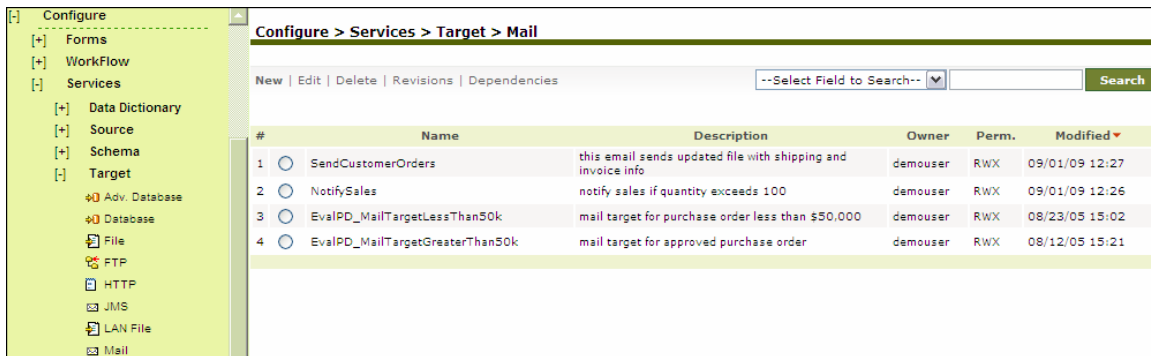 [-] Configure
[+] Forms
[+] WorkFlow
[-] Services
[+] Data Dictionary
[+] Source
[+] Schema
[-] Target
Adv. Database
Database
File
FTP
HTTP
JMS
LAN File
Mail
Configure > Services > Target > Mail
New | Edit | Delete | Revisions | Dependencies --Select Field to Search-- Search
# Name Description Owner Perm. Modified
1 SendCustomerOrders this email sends updated file with shipping and invoice info demouser RWX 09/01/09 12:27
2 NotifySales notify sales if quantity exceeds 100 demouser RWX 09/01/09 12:26
3 EvalPD_MailTargetLessThan50k mail target for purchase order less than $50,000 demouser RWX 08/23/05 15:02
4 EvalPD_MailTargetGreaterThan50k mail target for approved purchase order demouser RWX 08/12/05 15:21